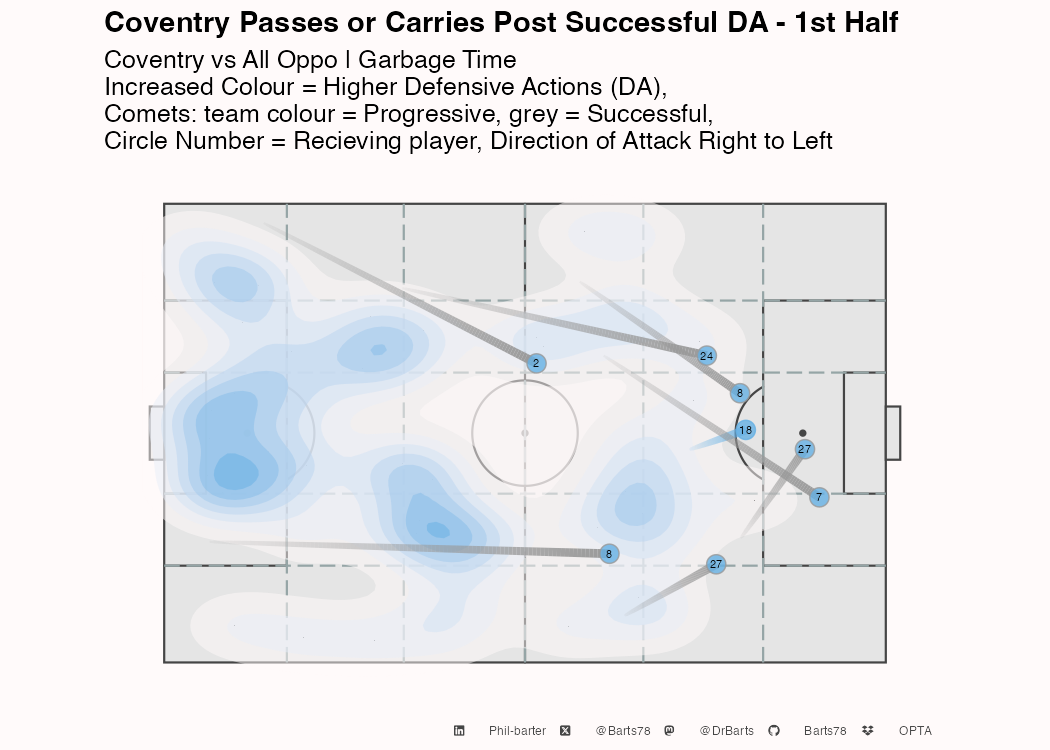 Coventry Passes or Carries Post Successful DA - 1st Half
Coventry vs All Oppo | Garbage Time
Increased Colour = Higher Defensive Actions (DA),
Comets: team colour = Progressive, grey = Successful,
Circle Number = Recieving player, Direction of Attack Right to Left
2
24
8
18
27
7
8
27
Phil-barter @Barts78 @DrBarts Barts78 OPTA